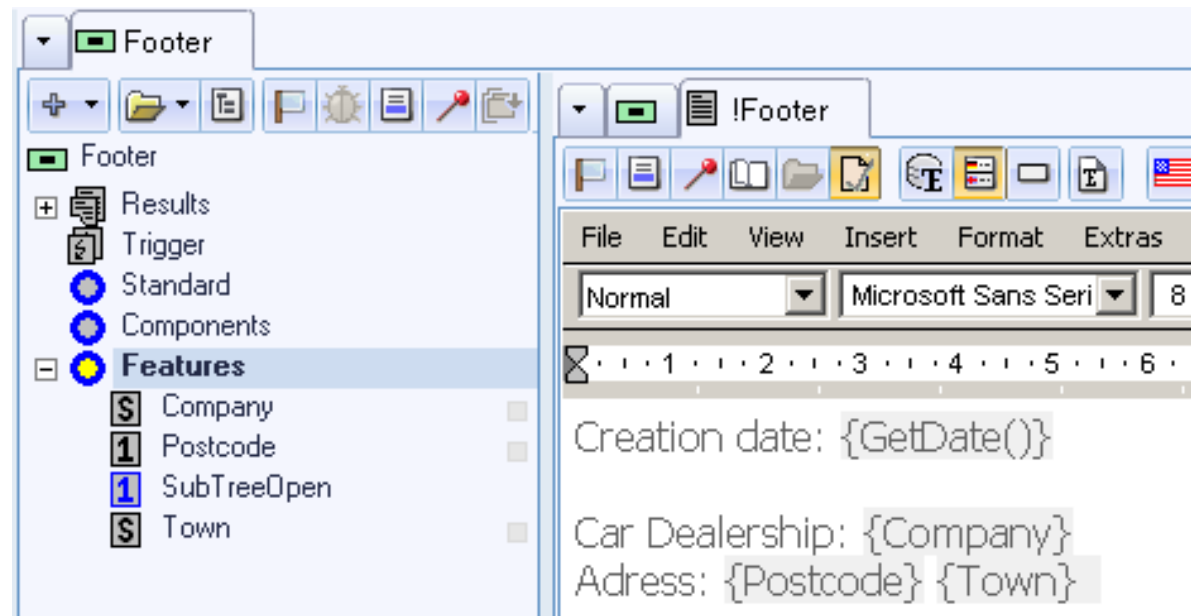 Footer
Footer
Results
Trigger
Standard
Components
Features
S Company
1 Postcode
1 SubTreeOpen
S Town
!Footer
File Edit View Insert Format Extras
Normal Microsoft Sans Seri 8
1 2 3 4 5 6
Creation date: {GetDate()}
Car Dealership: {Company}
Adress: {Postcode} {Town}